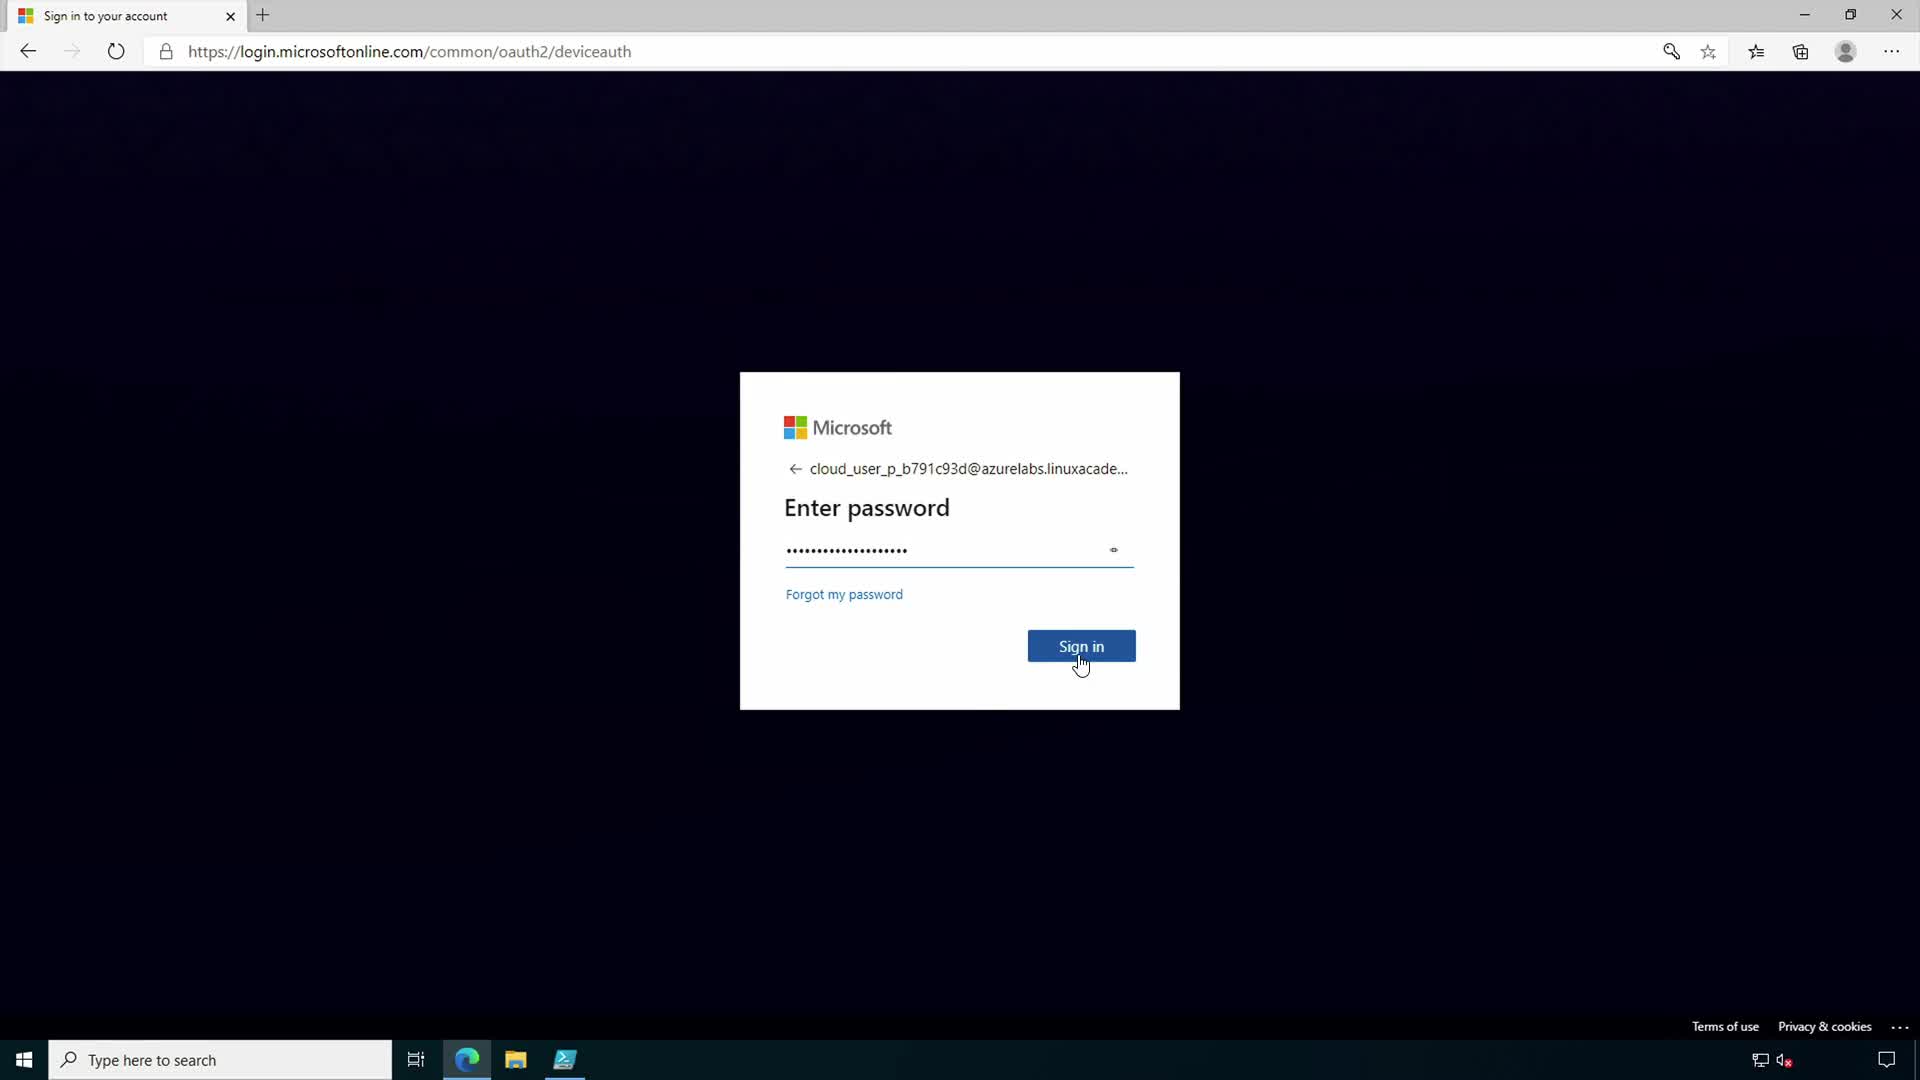 Sign in to your account
https://login.microsoftonline.com/common/oauth2/deviceauth
Microsoft
cloud_user_p_b791c93d@azurelabs.linuxacade...
Enter password
••••••••••••••••••••
Forgot my password
Sign in
Terms of use
Privacy & cookies
Type here to search